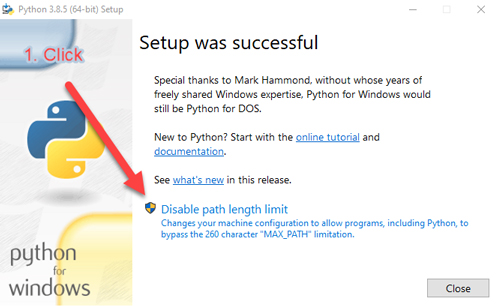 Python 3.8.5 (64-bit) Setup
1. Click
Setup was successful
Special thanks to Mark Hammond, without whose years of
freely shared Windows expertise, Python for Windows would
still be Python for DOS.
New to Python? Start with the online tutorial and
documentation.
See what's new in this release.
Disable path length limit
Changes your machine configuration to allow programs, including Python, to
bypass the 260 character "MAX_PATH" limitation.
python
for
windows
Close